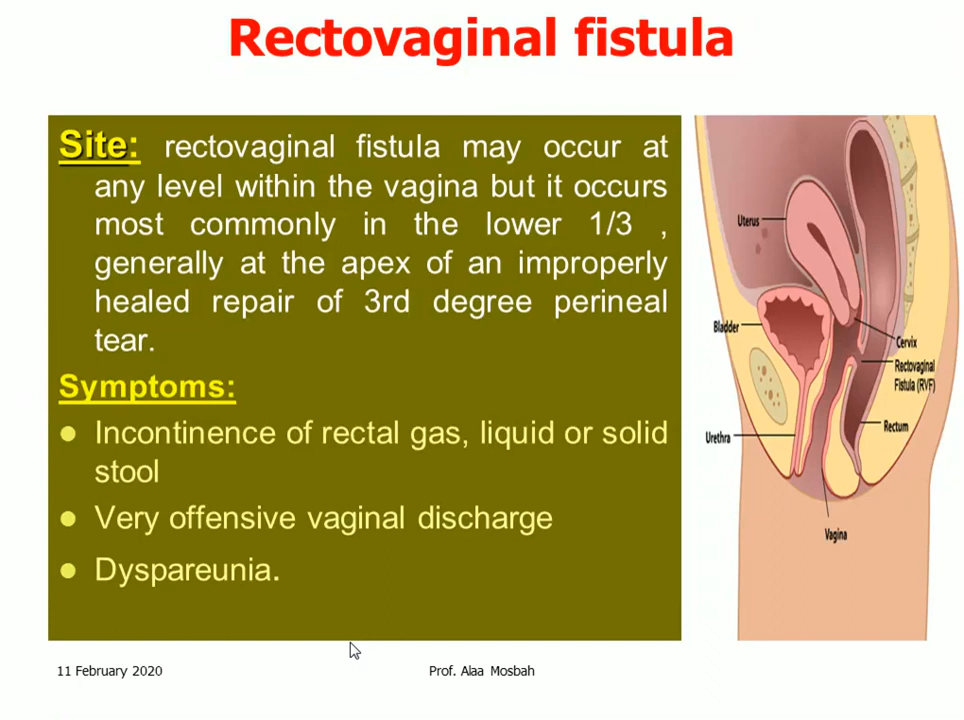 Rectovaginal fistula
Site: rectovaginal fistula may occur at
any level within the vagina but it occurs
most commonly in the lower 1/3 ,
generally at the apex of an improperly
healed repair of 3rd degree perineal
tear.
Symptoms:
● Incontinence of rectal gas, liquid or solid
stool
● Very offensive vaginal discharge
● Dyspareunia.
Uterus
Bladder
Cervix
Rectovaginal
Fistula (RVF)
Urethra
Rectum
Vagina
11 February 2020
Prof. Alaa Mosbah